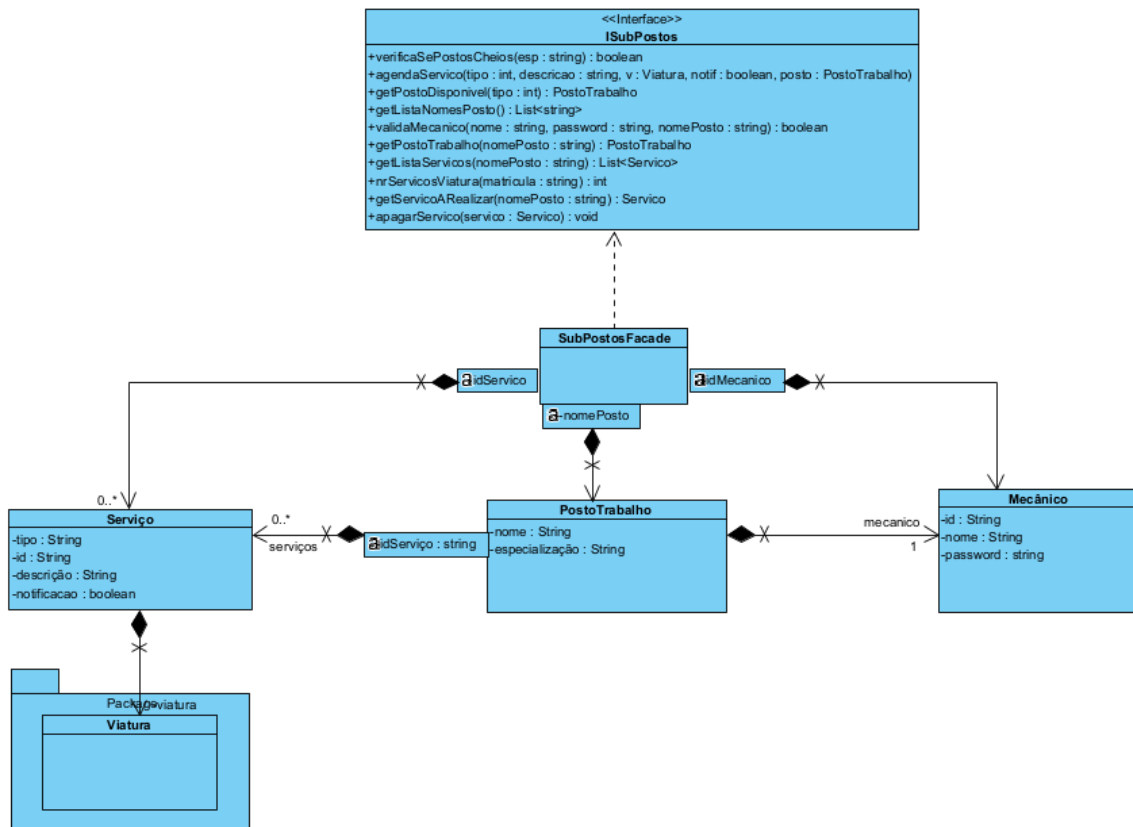 <<Interface>>
ISubPostos
+verificaSePostosCheios(esp : string) : boolean
+agendaServico(tipo : int, descricao : string, v : Viatura, notif : boolean, posto : PostoTrabalho)
+getPostoDisponivel(tipo : int) : PostoTrabalho
+getListaNomesPosto() : List<string>
+validaMecanico(nome : string, password : string, nomePosto : string) : boolean
+getPostoTrabalho(nomePosto : string) : PostoTrabalho
+getListaServicos(nomePosto : string) : List<Servico>
+nrServicosViatura(matricula : string) : int
+getServicoARealizar(nomePosto : string) : Servico
+apagarServico(servico : Servico) : void
SubPostosFacade
a idServico
a idMecanico
a -nomePosto
0..*
Serviço
-tipo : String
-id : String
-descrição : String
-notificacao : boolean
0..*
serviços
a idServiço : string
PostoTrabalho
-nome : String
-especialização : String
mecanico
1
Mecânico
-id : String
-nome : String
-password : string
Package
viatura
Viatura